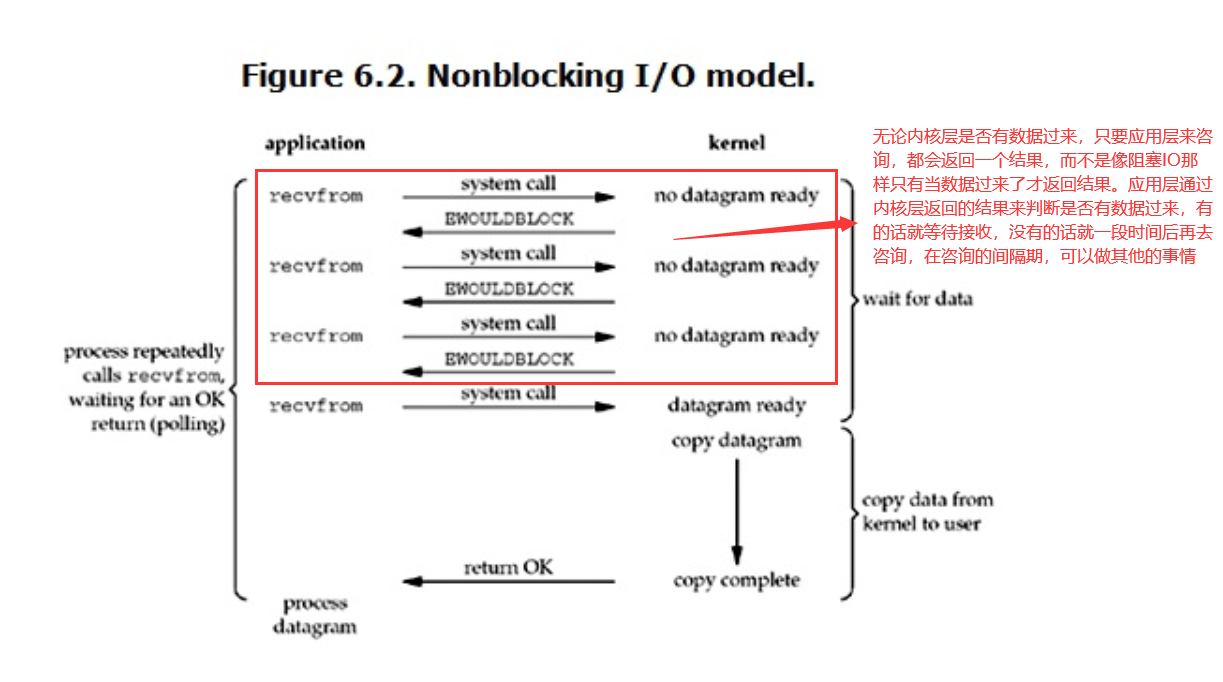 Figure 6.2. Nonblocking I/O model.
application
kernel
无论内核层是否有数据过来，只要应用层来咨
询，都会返回一个结果，而不是像阻塞IO那
样只有当数据过来了才返回结果。应用层通过
内核层返回的结果来判断是否有数据过来，有
的话就等待接收，没有的话就一段时间后再去
咨询，在咨询的间隔期，可以做其他的事情
recvfrom
system call
no datagram ready
EWOULDBLOCK
recvfrom
system call
no datagram ready
EWOULDBLOCK
recvfrom
system call
no datagram ready
EWOULDBLOCK
recvfrom
system call
datagram ready
wait for data
process repeatedly
calls recvfrom,
waiting for an OK
return (polling)
copy datagram
copy data from
kernel to user
return OK
copy complete
process
datagram